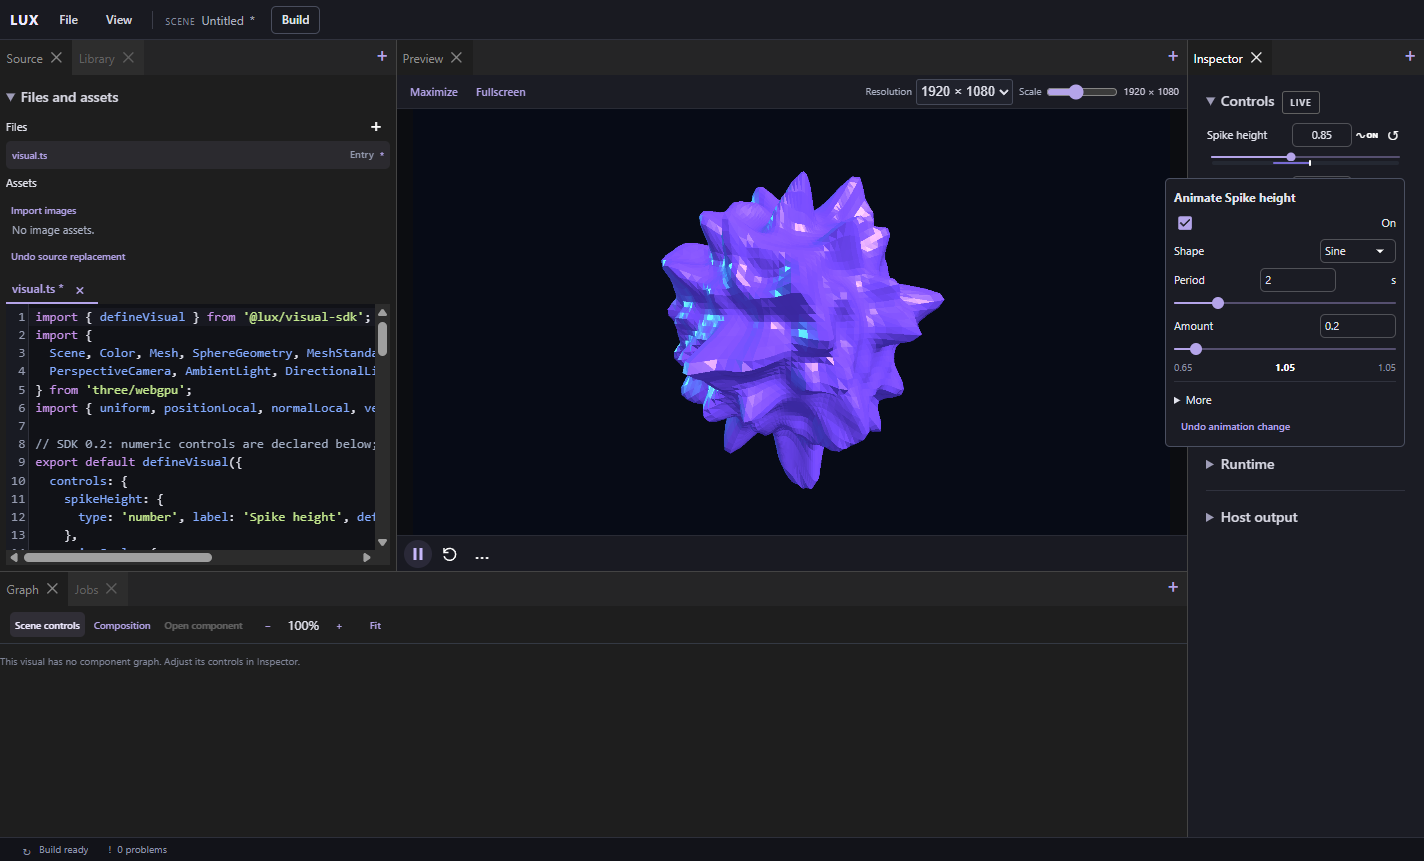 LUX File View SCENE Untitled * Build
Source Library +
Files and assets
Files +
visual.ts Entry *
Assets
Import images
No image assets.
Undo source replacement
visual.ts * ×
1 import { defineVisual } from '@lux/visual-sdk';
2 import {
3 Scene, Color, Mesh, SphereGeometry, MeshStanda
4 PerspectiveCamera, AmbientLight, DirectionalLi
5 } from 'three/webgpu';
6 import { uniform, positionLocal, normalLocal, ve
7
8 // SDK 0.2: numeric controls are declared below;
9 export default defineVisual({
10 controls: {
11 spikeHeight: {
12 type: 'number', label: 'Spike height', def
13 },
Preview +
Maximize Fullscreen Resolution 1920 × 1080 Scale 1920 × 1080
...
Inspector +
Controls LIVE
Spike height 0.85 ON
Animate Spike height
On
Shape Sine
Period 2 s
Amount 0.2
0.65 1.05 1.05
More
Undo animation change
Runtime
Host output
Graph Jobs +
Scene controls Composition Open component − 100% + Fit
This visual has no component graph. Adjust its controls in Inspector.
Build ready ! 0 problems